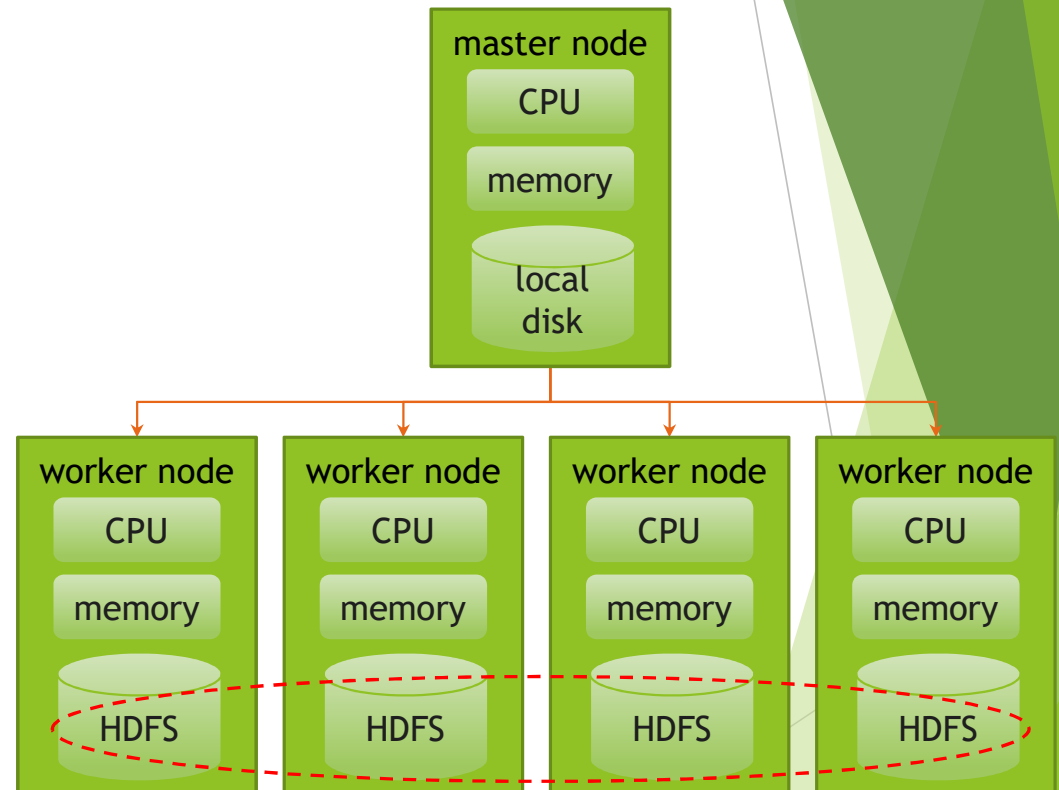 master node
CPU
memory
local
disk
worker node
CPU
memory
HDFS
worker node
CPU
memory
HDFS
worker node
CPU
memory
HDFS
worker node
CPU
memory
HDFS